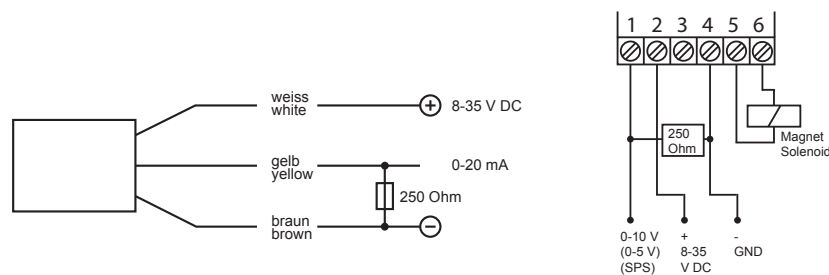 weiss
white
+
8-35 V DC
gelb
yellow
0-20 mA
250 Ohm
braun
brown
−
1 2 3 4 5 6
250
Ohm
Magnet
Solenoid
0-10 V
(0-5 V)
(SPS)
+
8-35
V DC
-
GND